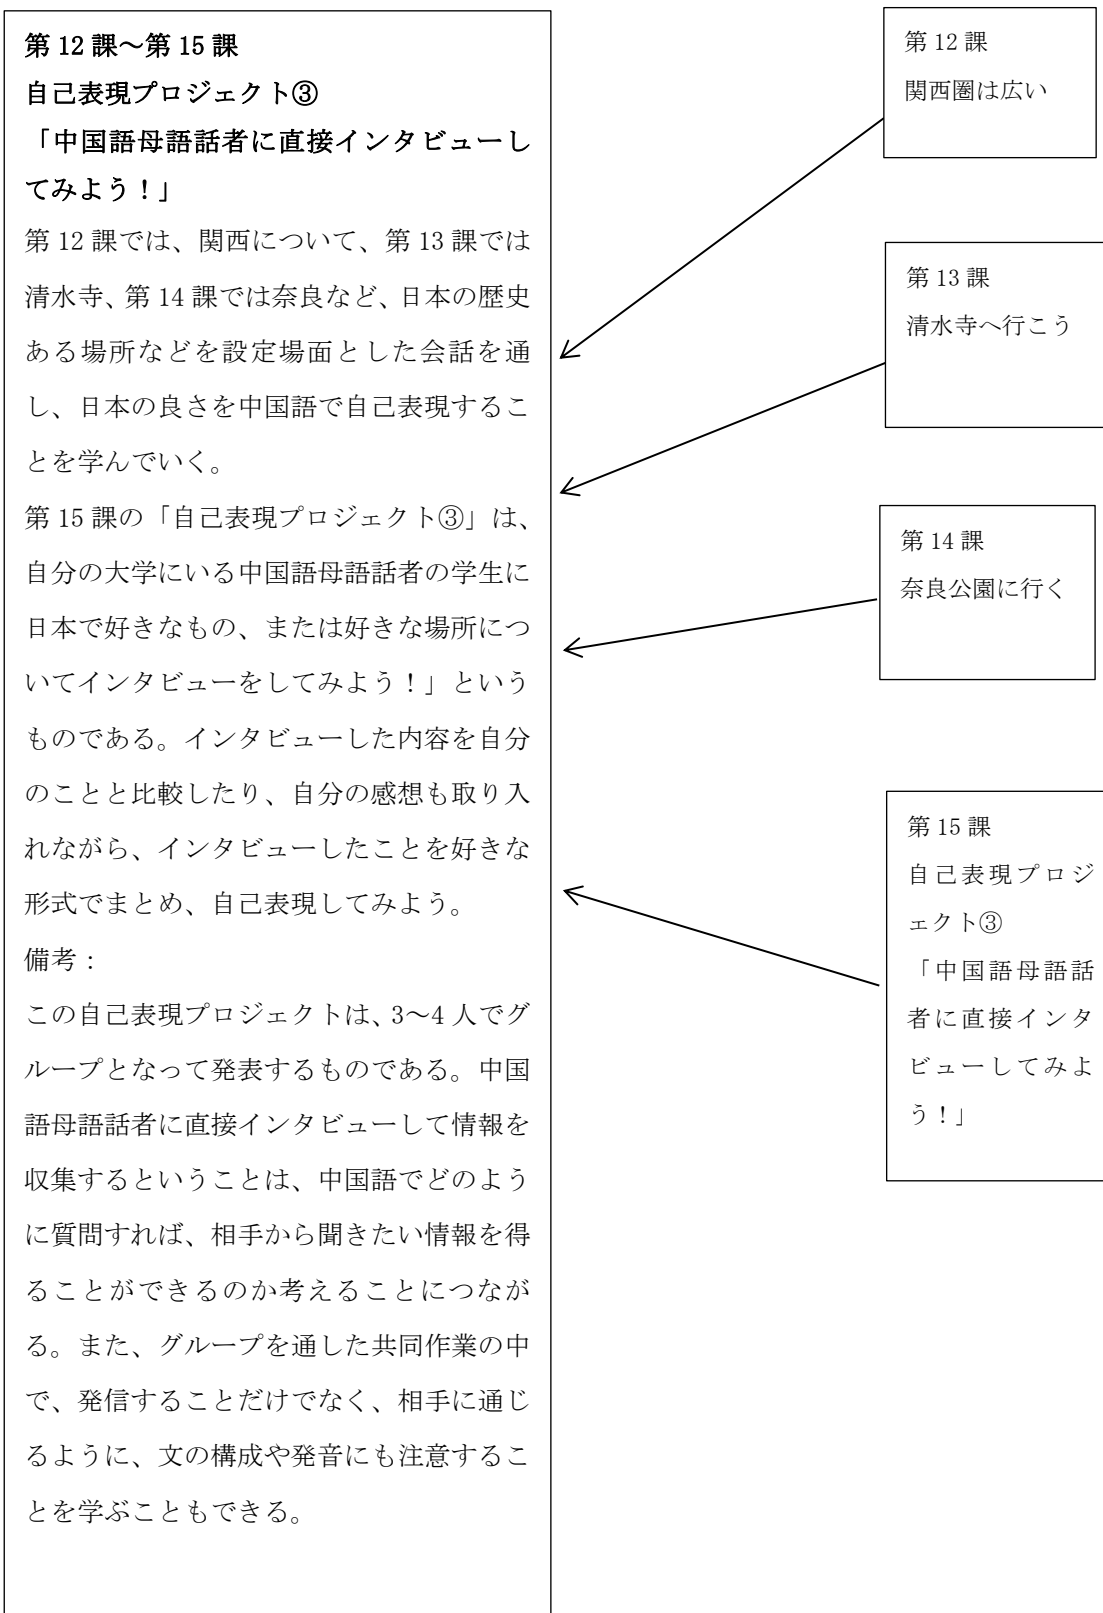 第 12 課～第 15 課
自己表現プロジェクト③
「中国語母語話者に直接インタビューし
てみよう！」
第 12 課では、関西について、第 13 課では
清水寺、第 14 課では奈良など、日本の歴史
ある場所などを設定場面とした会話を通
し、日本の良さを中国語で自己表現するこ
とを学んでいく。
第 15 課の「自己表現プロジェクト③」は、
自分の大学にいる中国語母語話者の学生に
日本で好きなもの、または好きな場所につ
いてインタビューをしてみよう！」という
ものである。インタビューした内容を自分
のことと比較したり、自分の感想も取り入
れながら、インタビューしたことを好きな
形式でまとめ、自己表現してみよう。
備考：
この自己表現プロジェクトは、3～4 人でグ
ループとなって発表するものである。中国
語母語話者に直接インタビューして情報を
収集するということは、中国語でどのよう
に質問すれば、相手から聞きたい情報を得
ることができるのか考えることにつなが
る。また、グループを通した共同作業の中
で、発信することだけでなく、相手に通じ
るように、文の構成や発音にも注意するこ
とを学ぶこともできる。
第 12 課
関西圏は広い
第 13 課
清水寺へ行こう
第 14 課
奈良公園に行く
第 15 課
自己表現プロジ
ェクト③
「中国語母語話
者に直接インタ
ビューしてみよ
う！」